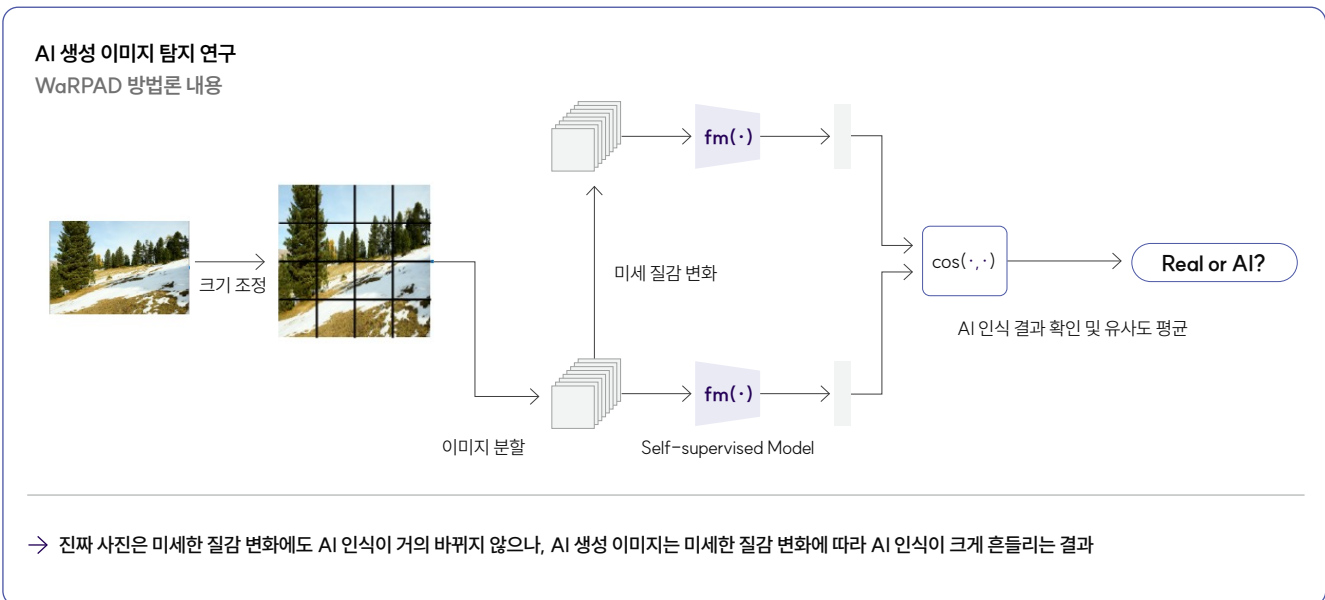 AI 생성 이미지 탐지 연구
WaRPAD 방법론 내용
크기 조정
이미지 분할
미세 질감 변화
fm(·)
fm(·)
Self-supervised Model
cos(·,·)
AI 인식 결과 확인 및 유사도 평균
Real or AI?
→ 진짜 사진은 미세한 질감 변화에도 AI 인식이 거의 바뀌지 않으나, AI 생성 이미지는 미세한 질감 변화에 따라 AI 인식이 크게 흔들리는 결과